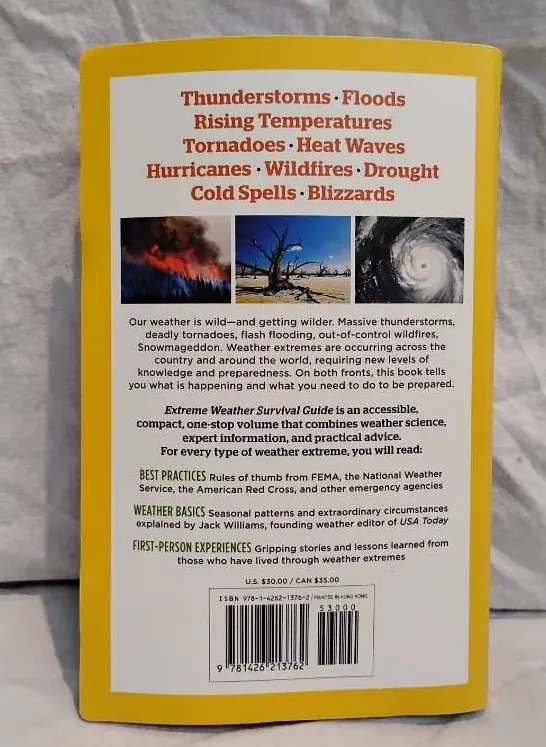 Thunderstorms · Floods
Rising Temperatures
Tornadoes · Heat Waves
Hurricanes · Wildfires · Drought
Cold Spells · Blizzards
Our weather is wild—and getting wilder. Massive thunderstorms,
deadly tornadoes, flash flooding, out-of-control wildfires,
Snowmageddon. Weather extremes are occurring across the
country and around the world, requiring new levels of
knowledge and preparedness. On both fronts, this book tells
you what is happening and what you need to do to be prepared.
Extreme Weather Survival Guide is an accessible,
compact, one-stop volume that combines weather science,
expert information, and practical advice.
For every type of weather extreme, you will read:
BEST PRACTICES Rules of thumb from FEMA, the National Weather
Service, the American Red Cross, and other emergency agencies
WEATHER BASICS Seasonal patterns and extraordinary circumstances
explained by Jack Williams, founding weather editor of USA Today
FIRST-PERSON EXPERIENCES Gripping stories and lessons learned from
those who have lived through weather extremes
U.S. $30.00 / CAN $35.00
ISBN 978-1-4262-1376-2 / PRINTED IN HONG KONG
53000
9 781426 213762